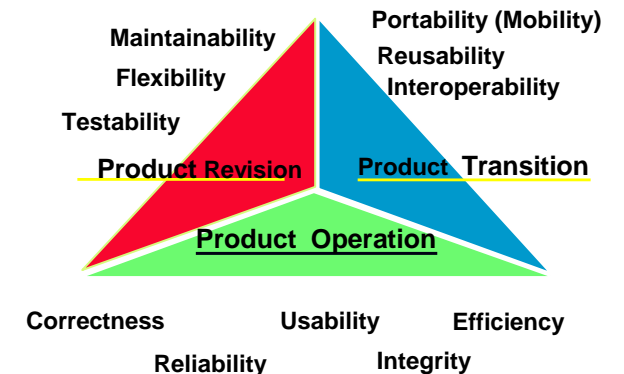 Portability (Mobility)
Maintainability
Reusability
Flexibility
Interoperability
Testability
Product Revision
Product Transition
Product Operation
Correctness
Usability
Efficiency
Reliability
Integrity